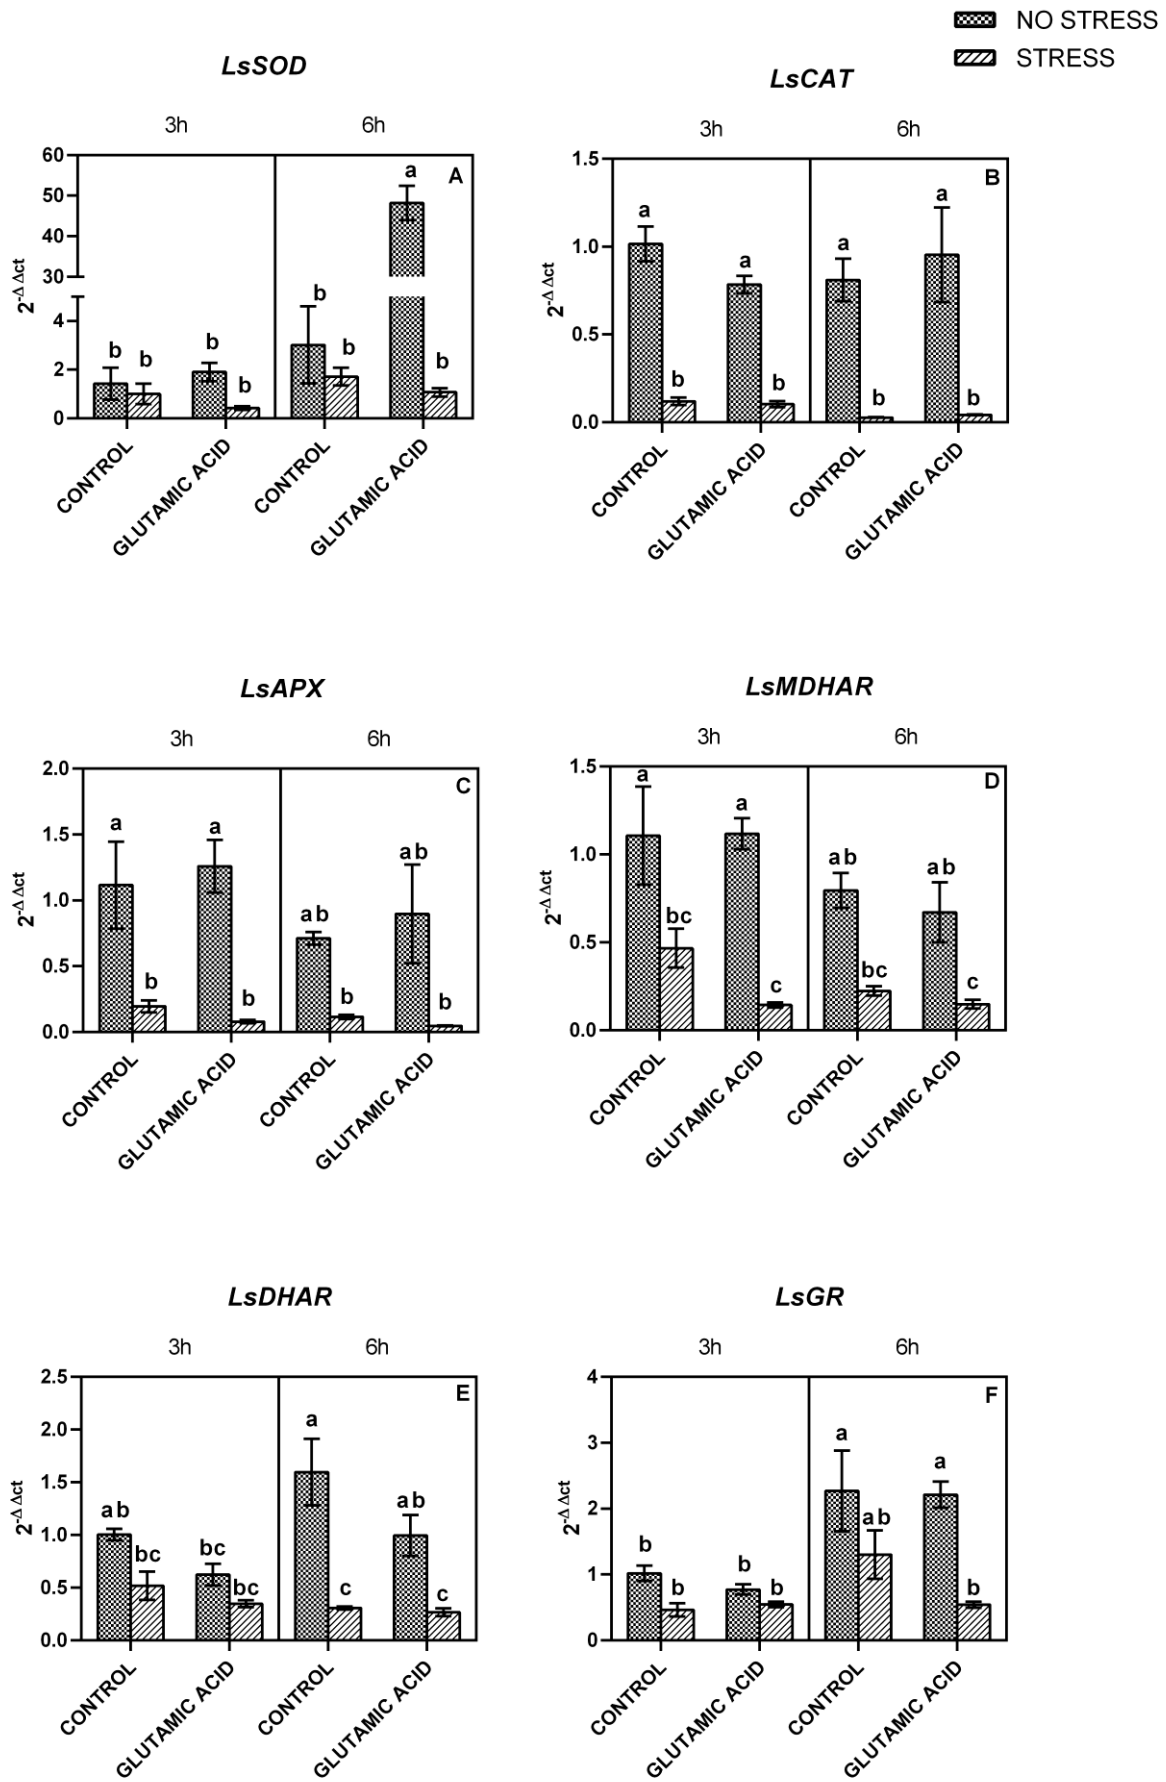 NO STRESS
STRESS
LsSOD
3h 6h
A
60
50
40
30
4
2
0
2-Δ Δct
b b b b b b a b
CONTROL
GLUTAMIC ACID
CONTROL
GLUTAMIC ACID
LsCAT
3h 6h
B
1.5
1.0
0.5
0.0
2-Δ Δct
a b a b a b a b
CONTROL
GLUTAMIC ACID
CONTROL
GLUTAMIC ACID
LsAPX
3h 6h
C
2.0
1.5
1.0
0.5
0.0
2-Δ Δct
a b a b ab b ab b
CONTROL
GLUTAMIC ACID
CONTROL
GLUTAMIC ACID
LsMDHAR
3h 6h
D
1.5
1.0
0.5
0.0
2-Δ Δct
a bc a c ab bc ab c
CONTROL
GLUTAMIC ACID
CONTROL
GLUTAMIC ACID
LsDHAR
3h 6h
E
2.5
2.0
1.5
1.0
0.5
0.0
2-Δ Δct
ab bc bc bc a c ab c
CONTROL
GLUTAMIC ACID
CONTROL
GLUTAMIC ACID
LsGR
3h 6h
F
4
3
2
1
0
2-Δ Δct
b b b b a ab a b
CONTROL
GLUTAMIC ACID
CONTROL
GLUTAMIC ACID